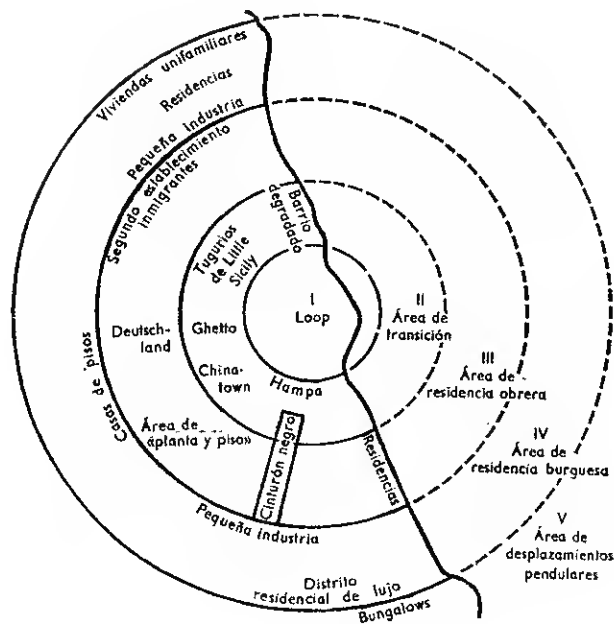 Viviendas unifamiliares
Residencias
Pequeña Industria
Segundo establecimiento
inmigrantes
Barrio
degradado
Tugurios
de Little
Sicily
I
Loop
II
Área de
transición
Deutsch-
land
Ghetto
China-
town
Hampa
III
Área de
residencia obrera
Casas de pisos
Área de
«planta y piso»
Cinturón negro
Residencias
IV
Área de
residencia burguesa
Pequeña industria
V
Área de
desplazamientos
pendulares
Distrito
residencial de lujo
Bungalows